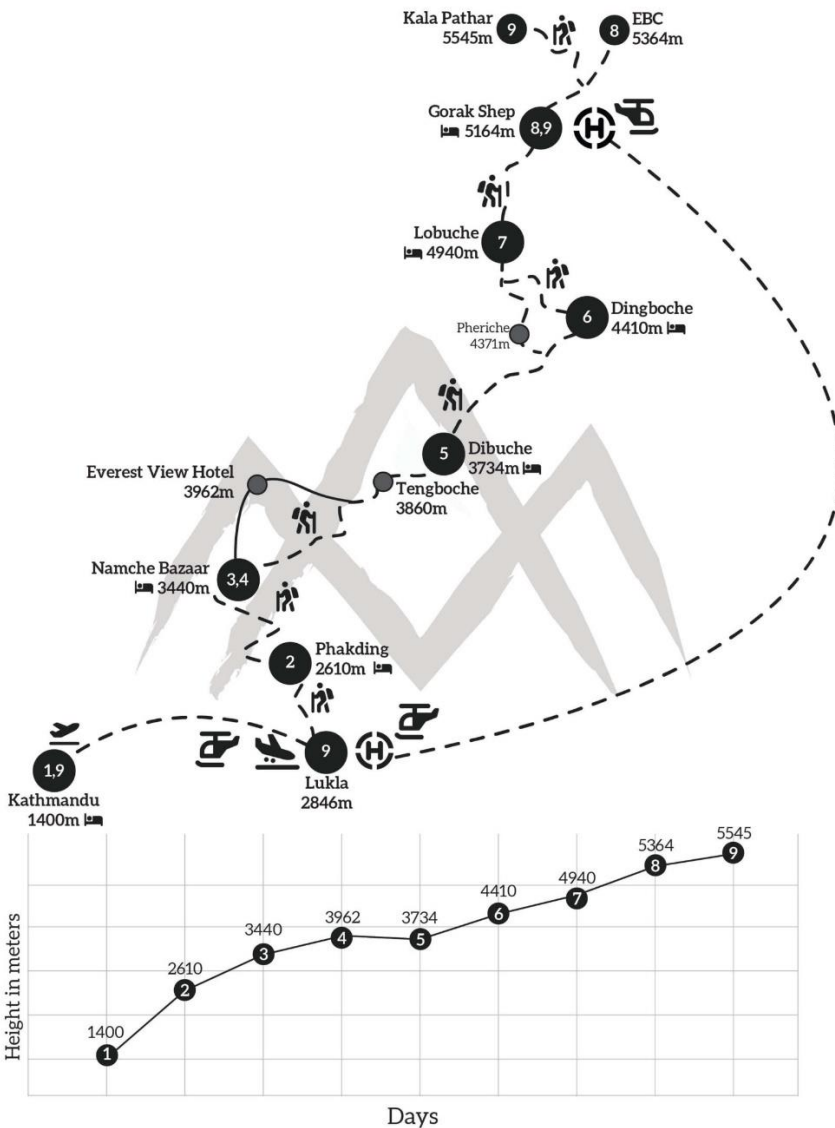 Kala Pathar
5545m
9
8
EBC
5364m
Gorak Shep
5164m
8,9
H
Lobuche
4940m
7
6
Dingboche
4410m
Pheriche
4371m
5
Dibuche
3734m
Everest View Hotel
3962m
Tengboche
3860m
Namche Bazaar
3440m
3,4
2
Phakding
2610m
1,9
Kathmandu
1400m
9
H
Lukla
2846m
Height in meters
1400
1
2610
2
3440
3
3962
4
3734
5
4410
6
4940
7
5364
8
5545
9
Days